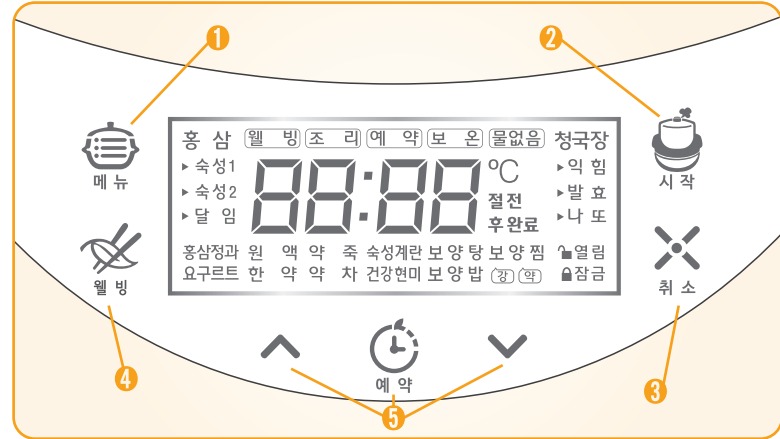 1
2
메뉴
시작
홍삼 웰빙 조리 예약 보온 물없음 청국장
▸숙성1 88:88 ℃ ▸익힘
▸숙성2 절전 ▸발효
▸달임 후완료 ▸나또
홍삼정과 원액 약죽 숙성계란 보양탕 보양찜 열림
요구르트 한약 약차 건강현미 보양밥 강 약 잠금
웰빙
취소
예약
4
5
3